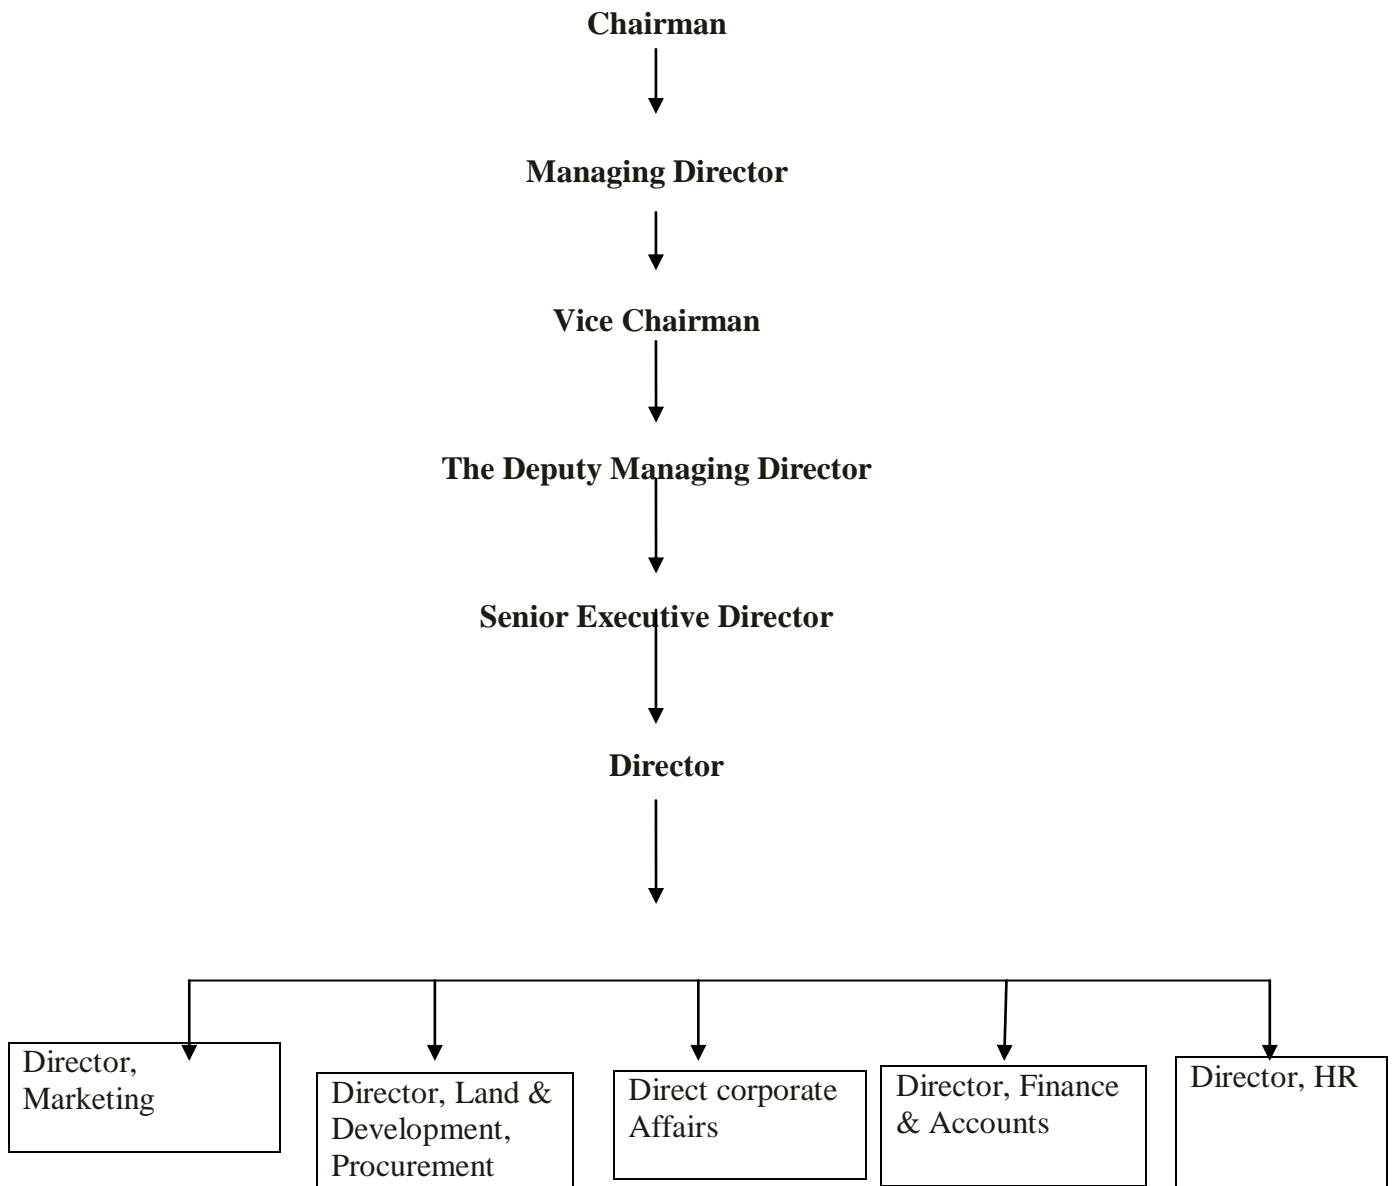 Chairman
Managing Director
Vice Chairman
The Deputy Managing Director
Senior Executive Director
Director
Director,
Marketing
Director, Land &
Development,
Procurement
Direct corporate
Affairs
Director, Finance
& Accounts
Director, HR